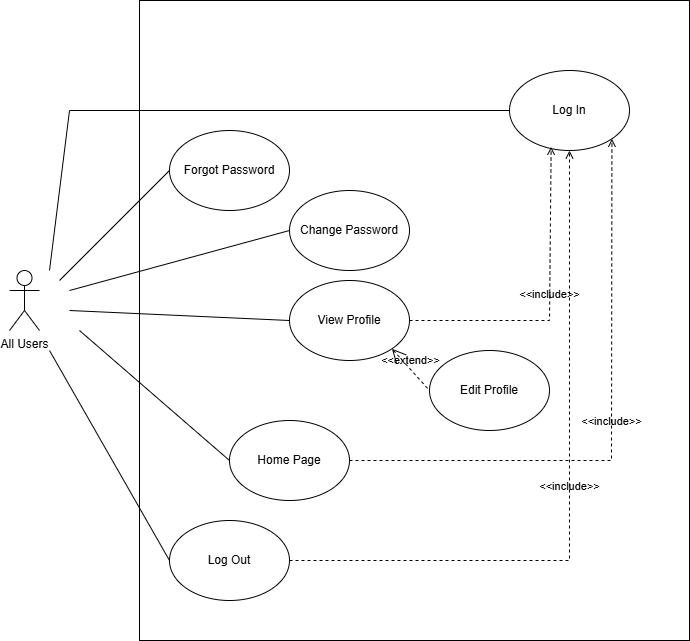 Log In
Forgot Password
Change Password
<<include>>
View Profile
All Users
<<extend>>
Edit Profile
<<include>>
Home Page
<<include>>
Log Out